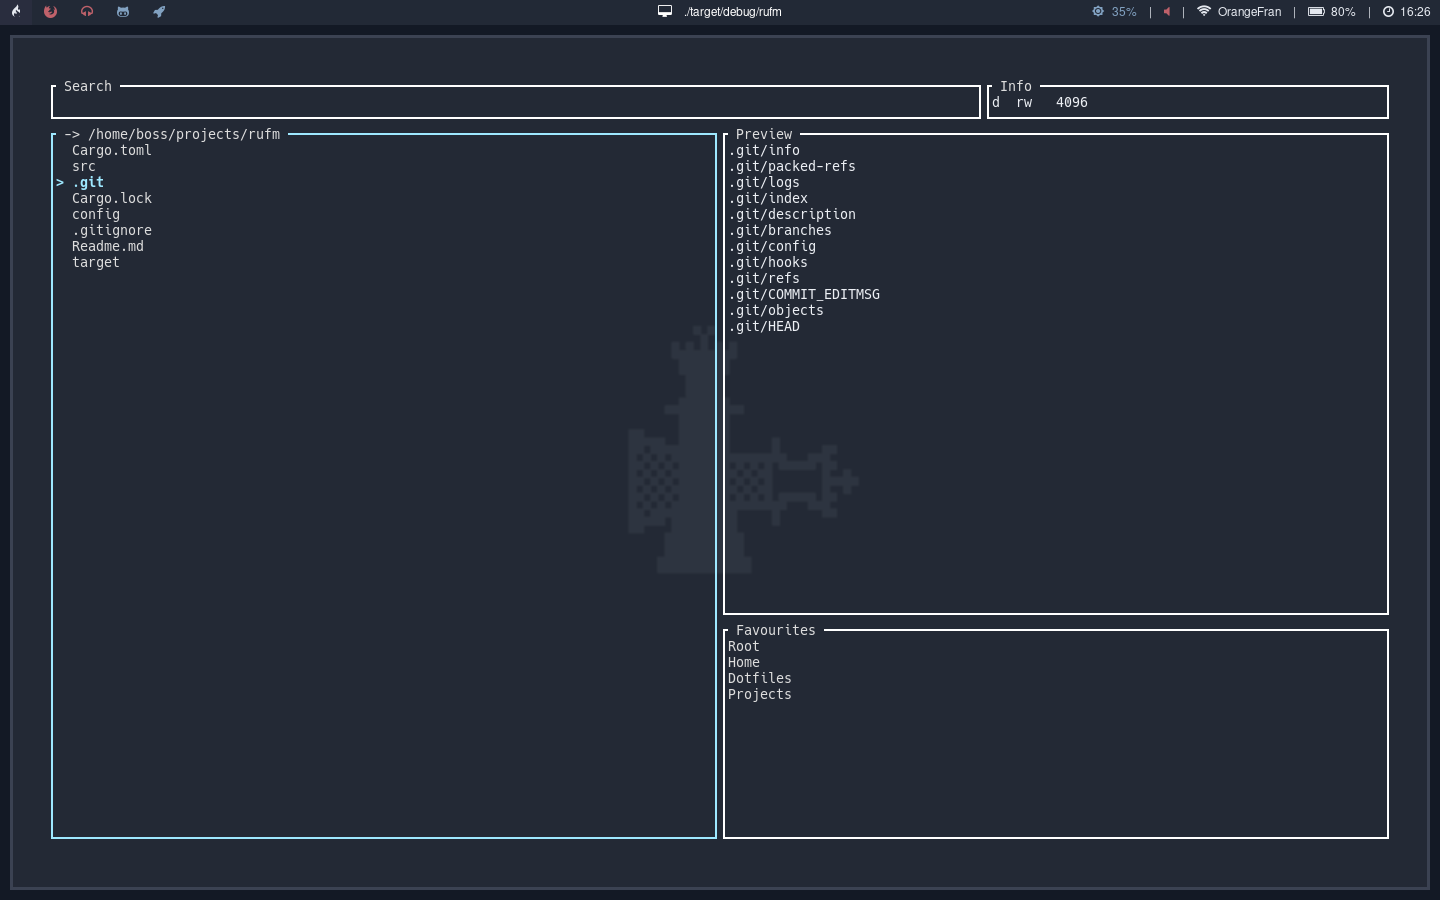 ./target/debug/rufm
35% | | OrangeFran | 80% | 16:26
Search
Info
d rw 4096
-> /home/boss/projects/rufm
Cargo.toml
src
> .git
Cargo.lock
config
.gitignore
Readme.md
target
Preview
.git/info
.git/packed-refs
.git/logs
.git/index
.git/description
.git/branches
.git/config
.git/hooks
.git/refs
.git/COMMIT_EDITMSG
.git/objects
.git/HEAD
Favourites
Root
Home
Dotfiles
Projects